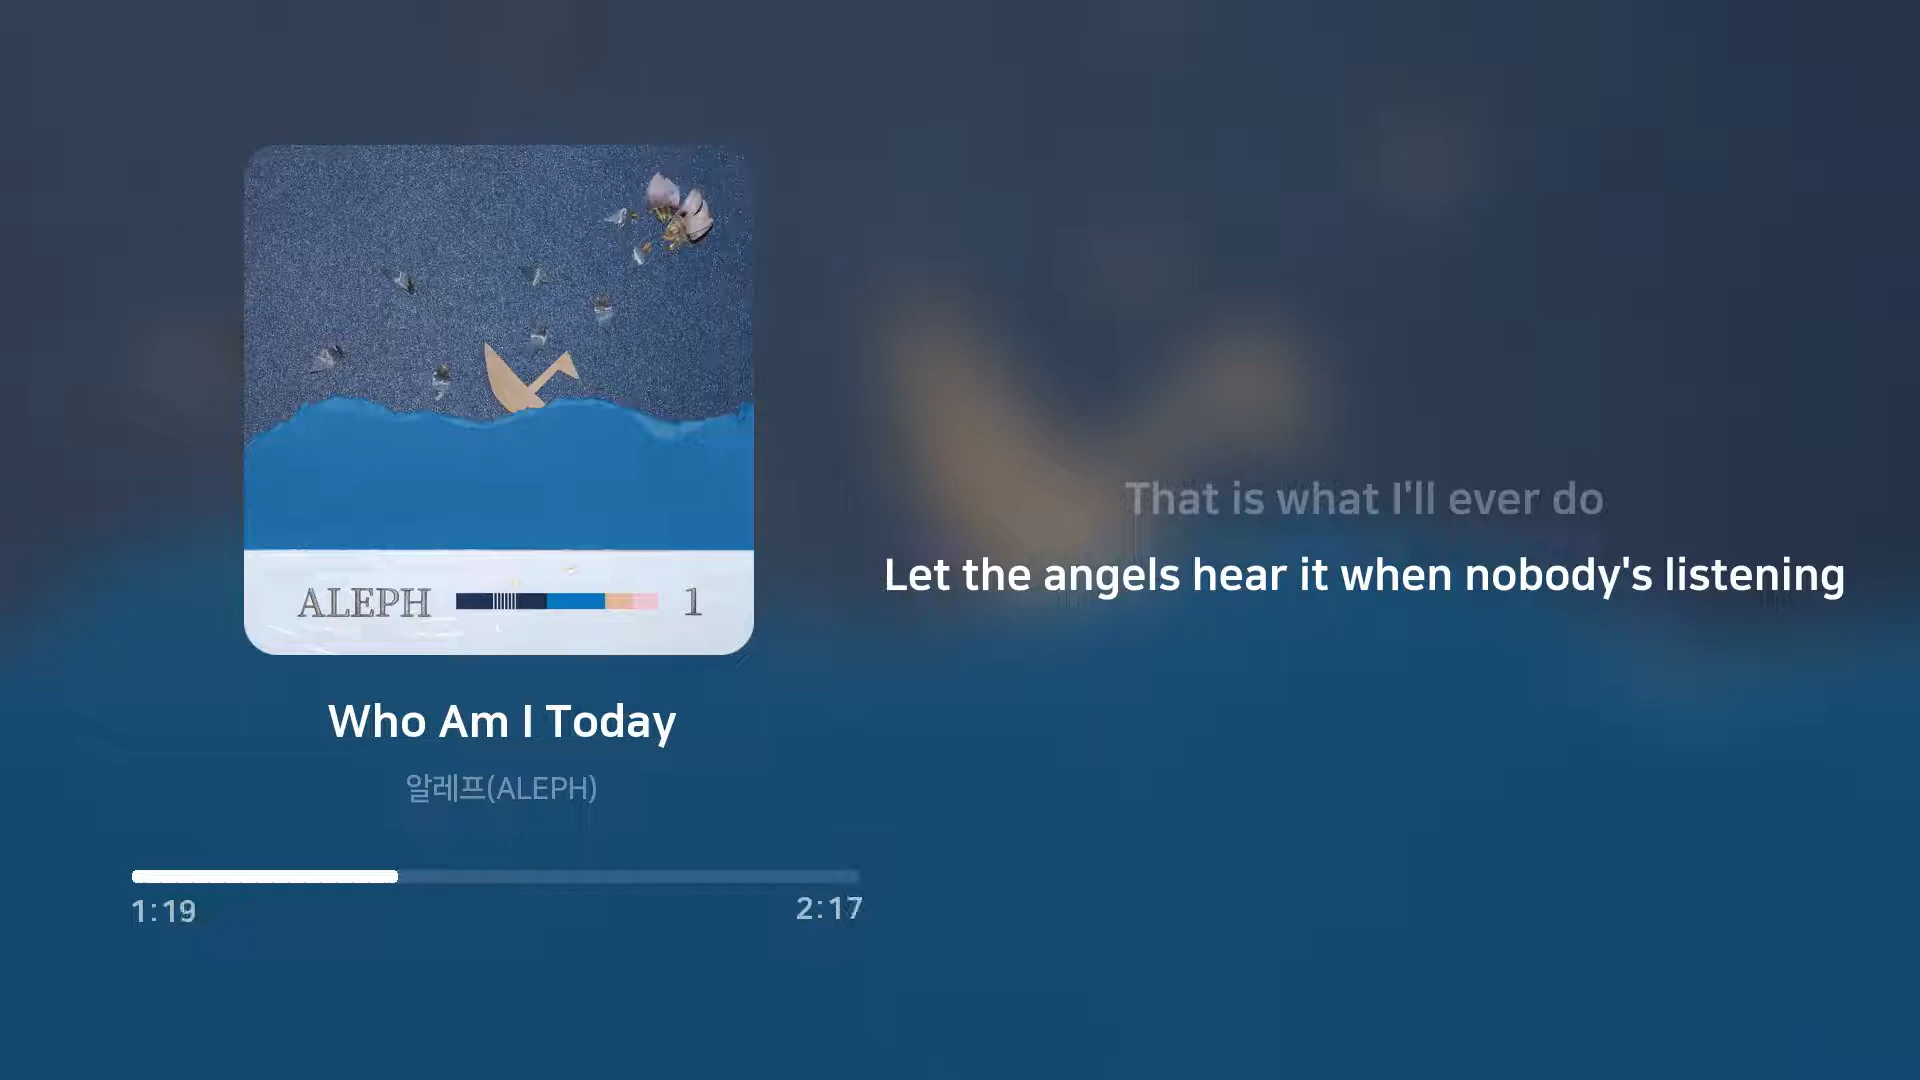 ALEPH 1
Who Am I Today
알레프(ALEPH)
1:19
2:17
That is what I'll ever do
Let the angels hear it when nobody's listening